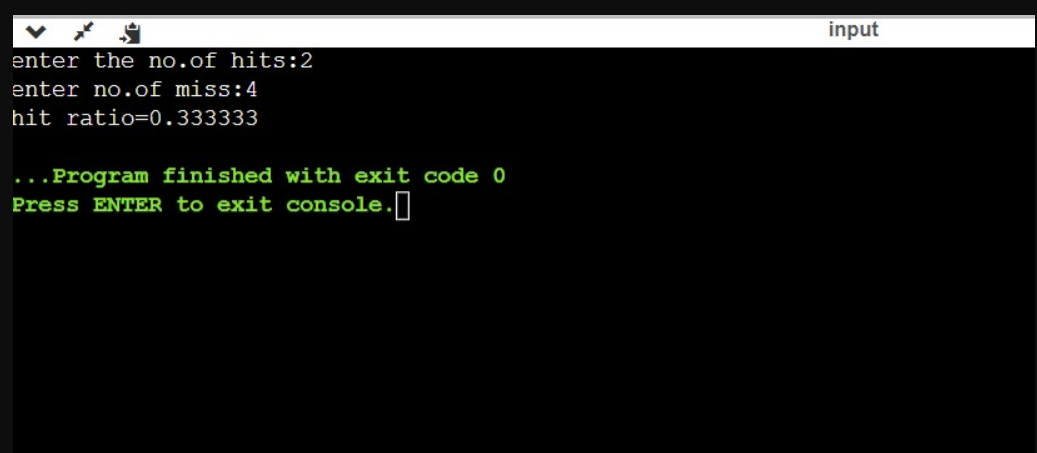 input
enter the no.of hits:2
enter no.of miss:4
hit ratio=0.333333
...Program finished with exit code 0
Press ENTER to exit console.